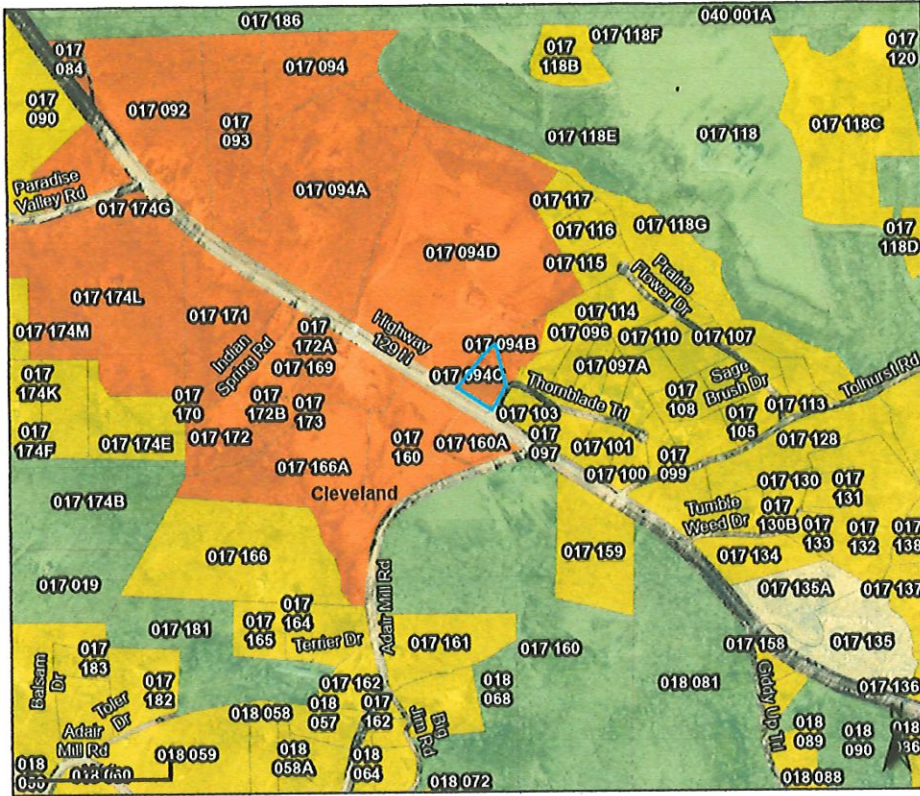 017 186
040 001A
017
084
017 094
017
118B
017 118F
017
120
017
090
017 092
017
093
017 118E
017 118
017 118C
Paradise
Valley Rd
017 174G
017 094A
017 117
017 116
017 118G
017
118D
017 094D
017 115
Prairie
Flower Dr
017 174L
017 171
017 174M
Indian
Spring Rd
017
172A
Highway
129 N
017 094B
017 114
017 096
017 110
017 107
017 169
017 094C
017 097A
Sage
Brush Dr
Tolhurst Rd
017
174K
017
170
017
172B
017
173
Thornblade Trl
017
108
017
105
017 113
017
174F
017 174E
017 172
017
160
017 160A
017 103
017
097
017 101
017 128
017 166A
017 100
017
099
017 174B
Cleveland
017 130
017
131
Tumble
Weed Dr
017
130B
017
133
017
132
017
138
017 166
017 159
017 134
017 019
Adair Mill Rd
017 135A
017 137
017 181
017
165
017
164
Terrier Dr
017 161
017 160
017 158
017 135
Balsam
Dr
017
183
017
182
017 162
018
068
018 081
017 136
Toler
Dr
018 058
018
057
017
162
Big
Jim Rd
Giddy Up Trl
Adair
Mill Rd
018 059
018
058A
018
064
018
089
018
090
018
018 060
018 072
018 088